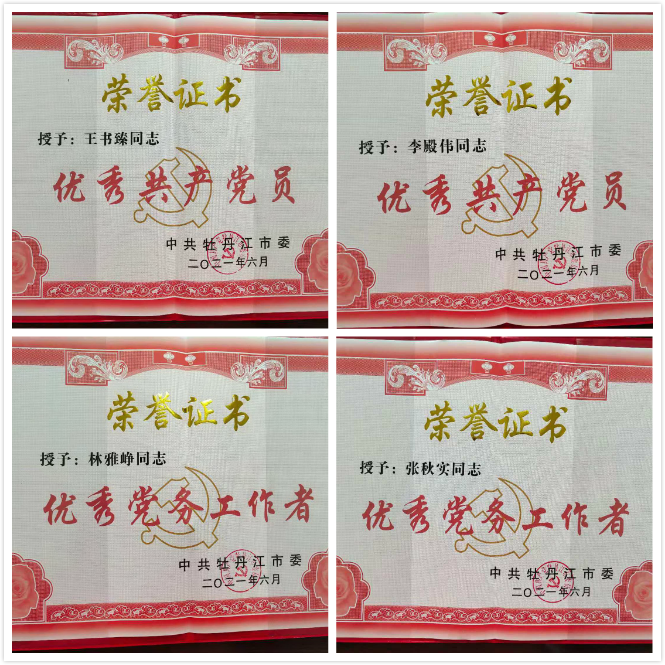 荣誉证书
授予：王书臻同志
优秀共产党员
中共牡丹江市委
二〇二一年六月
荣誉证书
授予：李殿伟同志
优秀共产党员
中共牡丹江市委
二〇二一年六月
荣誉证书
授予：林雅峥同志
优秀党务工作者
中共牡丹江市委
二〇二一年六月
荣誉证书
授予：张秋实同志
优秀党务工作者
中共牡丹江市委
二〇二一年六月